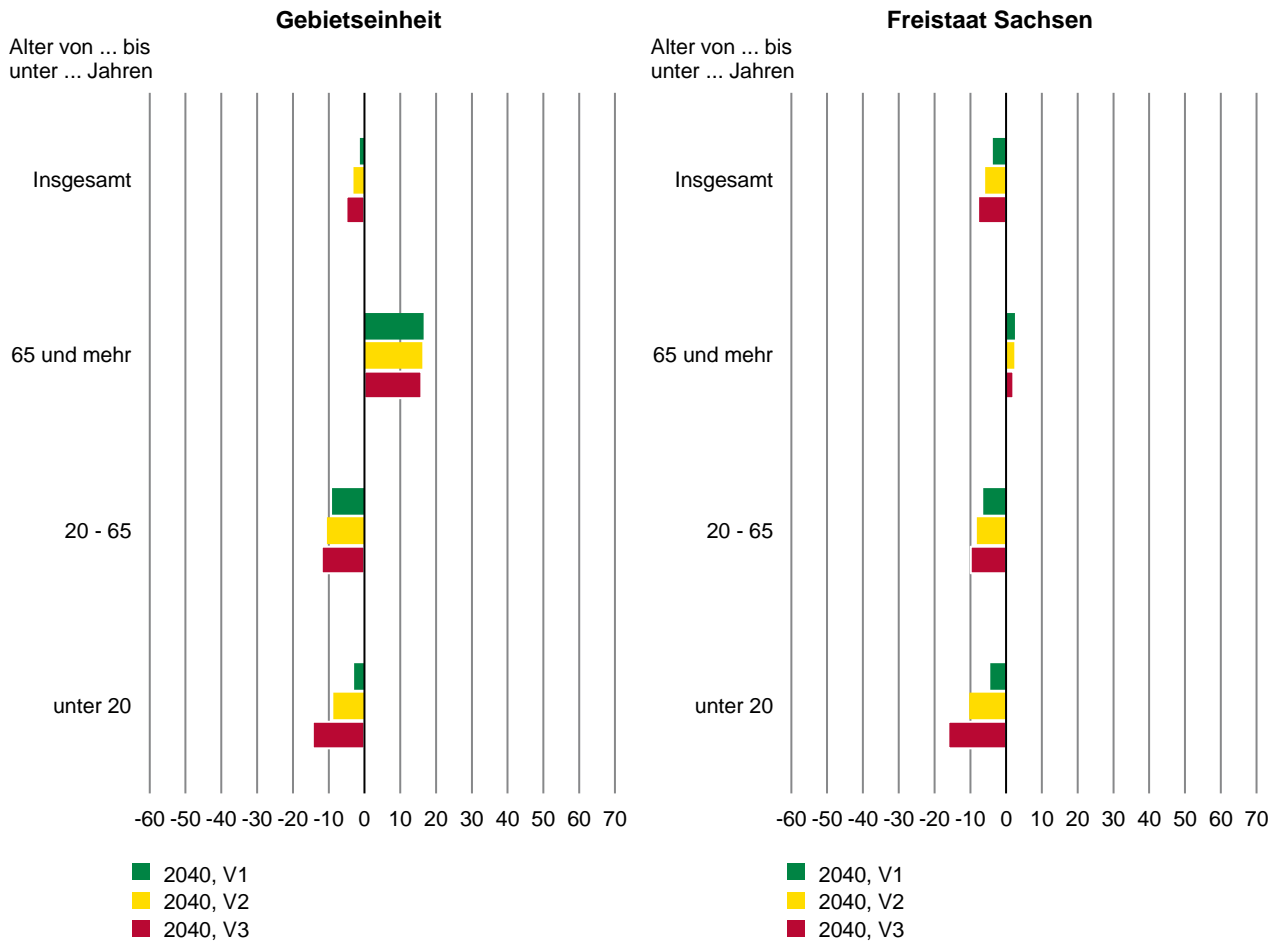 Gebietseinheit
Alter von ... bis
unter ... Jahren
Insgesamt
65 und mehr
20 - 65
unter 20
-60 -50 -40 -30 -20 -10 0 10 20 30 40 50 60 70
2040, V1
2040, V2
2040, V3
Freistaat Sachsen
Alter von ... bis
unter ... Jahren
Insgesamt
65 und mehr
20 - 65
unter 20
-60 -50 -40 -30 -20 -10 0 10 20 30 40 50 60 70
2040, V1
2040, V2
2040, V3